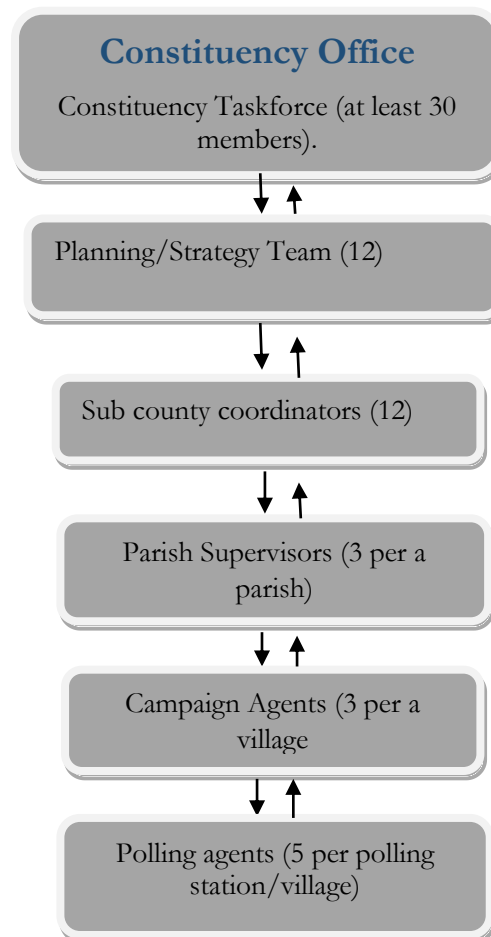 Constituency Office
Constituency Taskforce (at least 30
members).
Planning/Strategy Team (12)
Sub county coordinators (12)
Parish Supervisors (3 per a
parish)
Campaign Agents (3 per a
village
Polling agents (5 per polling
station/village)